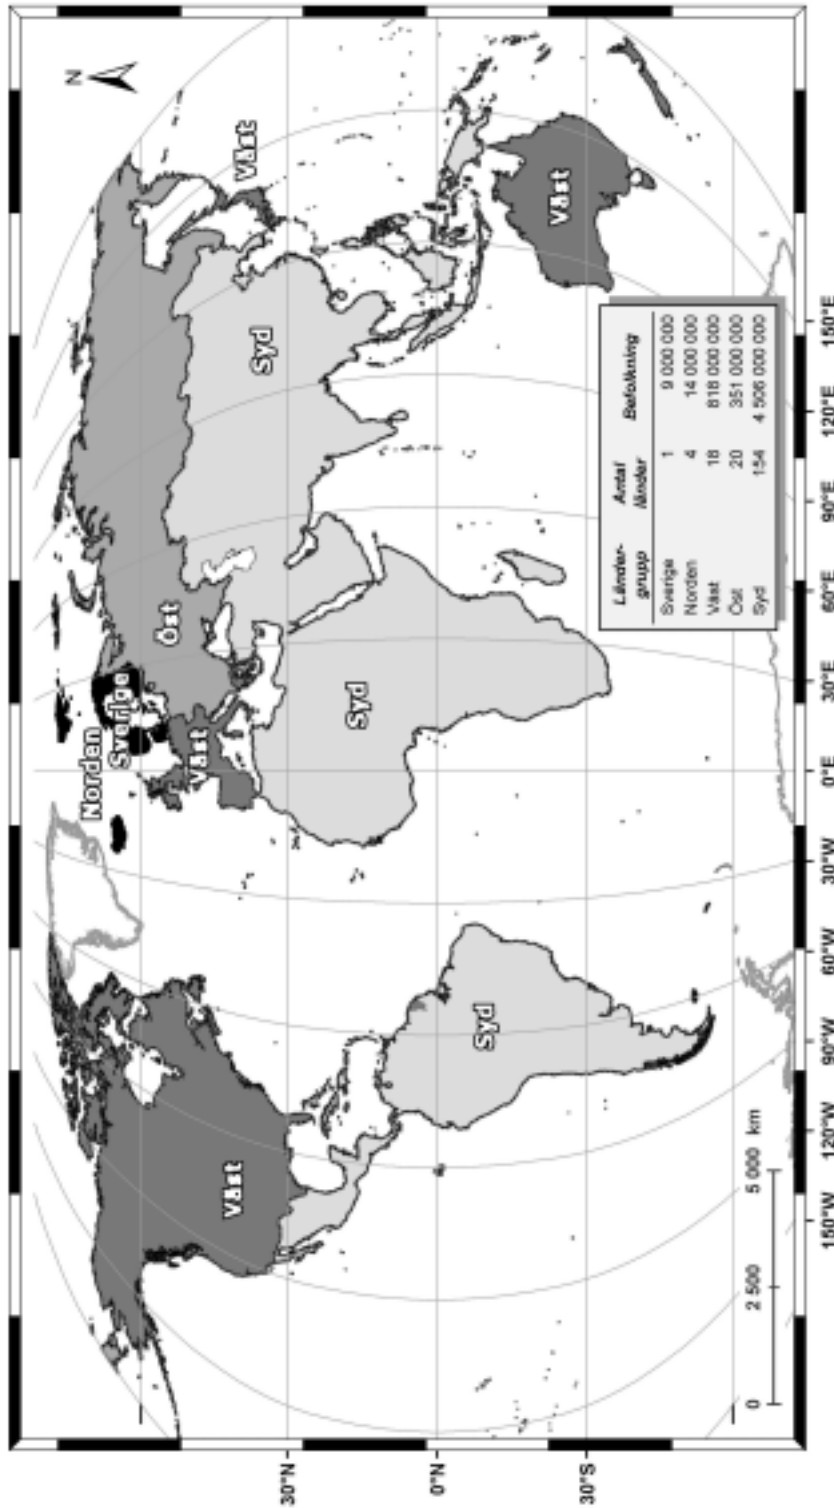 N
Norden
Sverige
Väst
Öst
Väst
Väst
Syd
Syd
Syd
Väst
Länder-
grupp
Antal
länder
Befolkning
Sverige 1 9 000 000
Norden 4 14 000 000
Väst 18 818 000 000
Öst 20 351 000 000
Syd 154 4 506 000 000
0 2 500 5 000 km
30°N
0°N
30°S
150°W 120°W 90°W 60°W 30°W 0°E 30°E 60°E 90°E 120°E 150°E